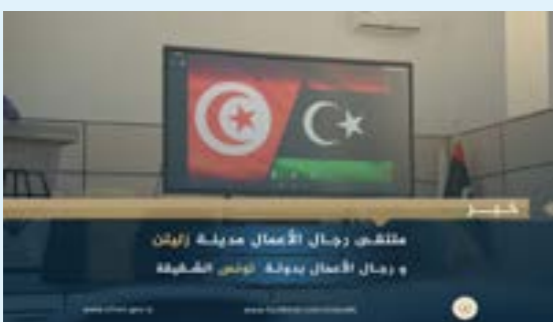 خبر
ملتقى رجال الأعمال مدينة زليتن
و رجال الأعمال بدولة تونس الشقيقة